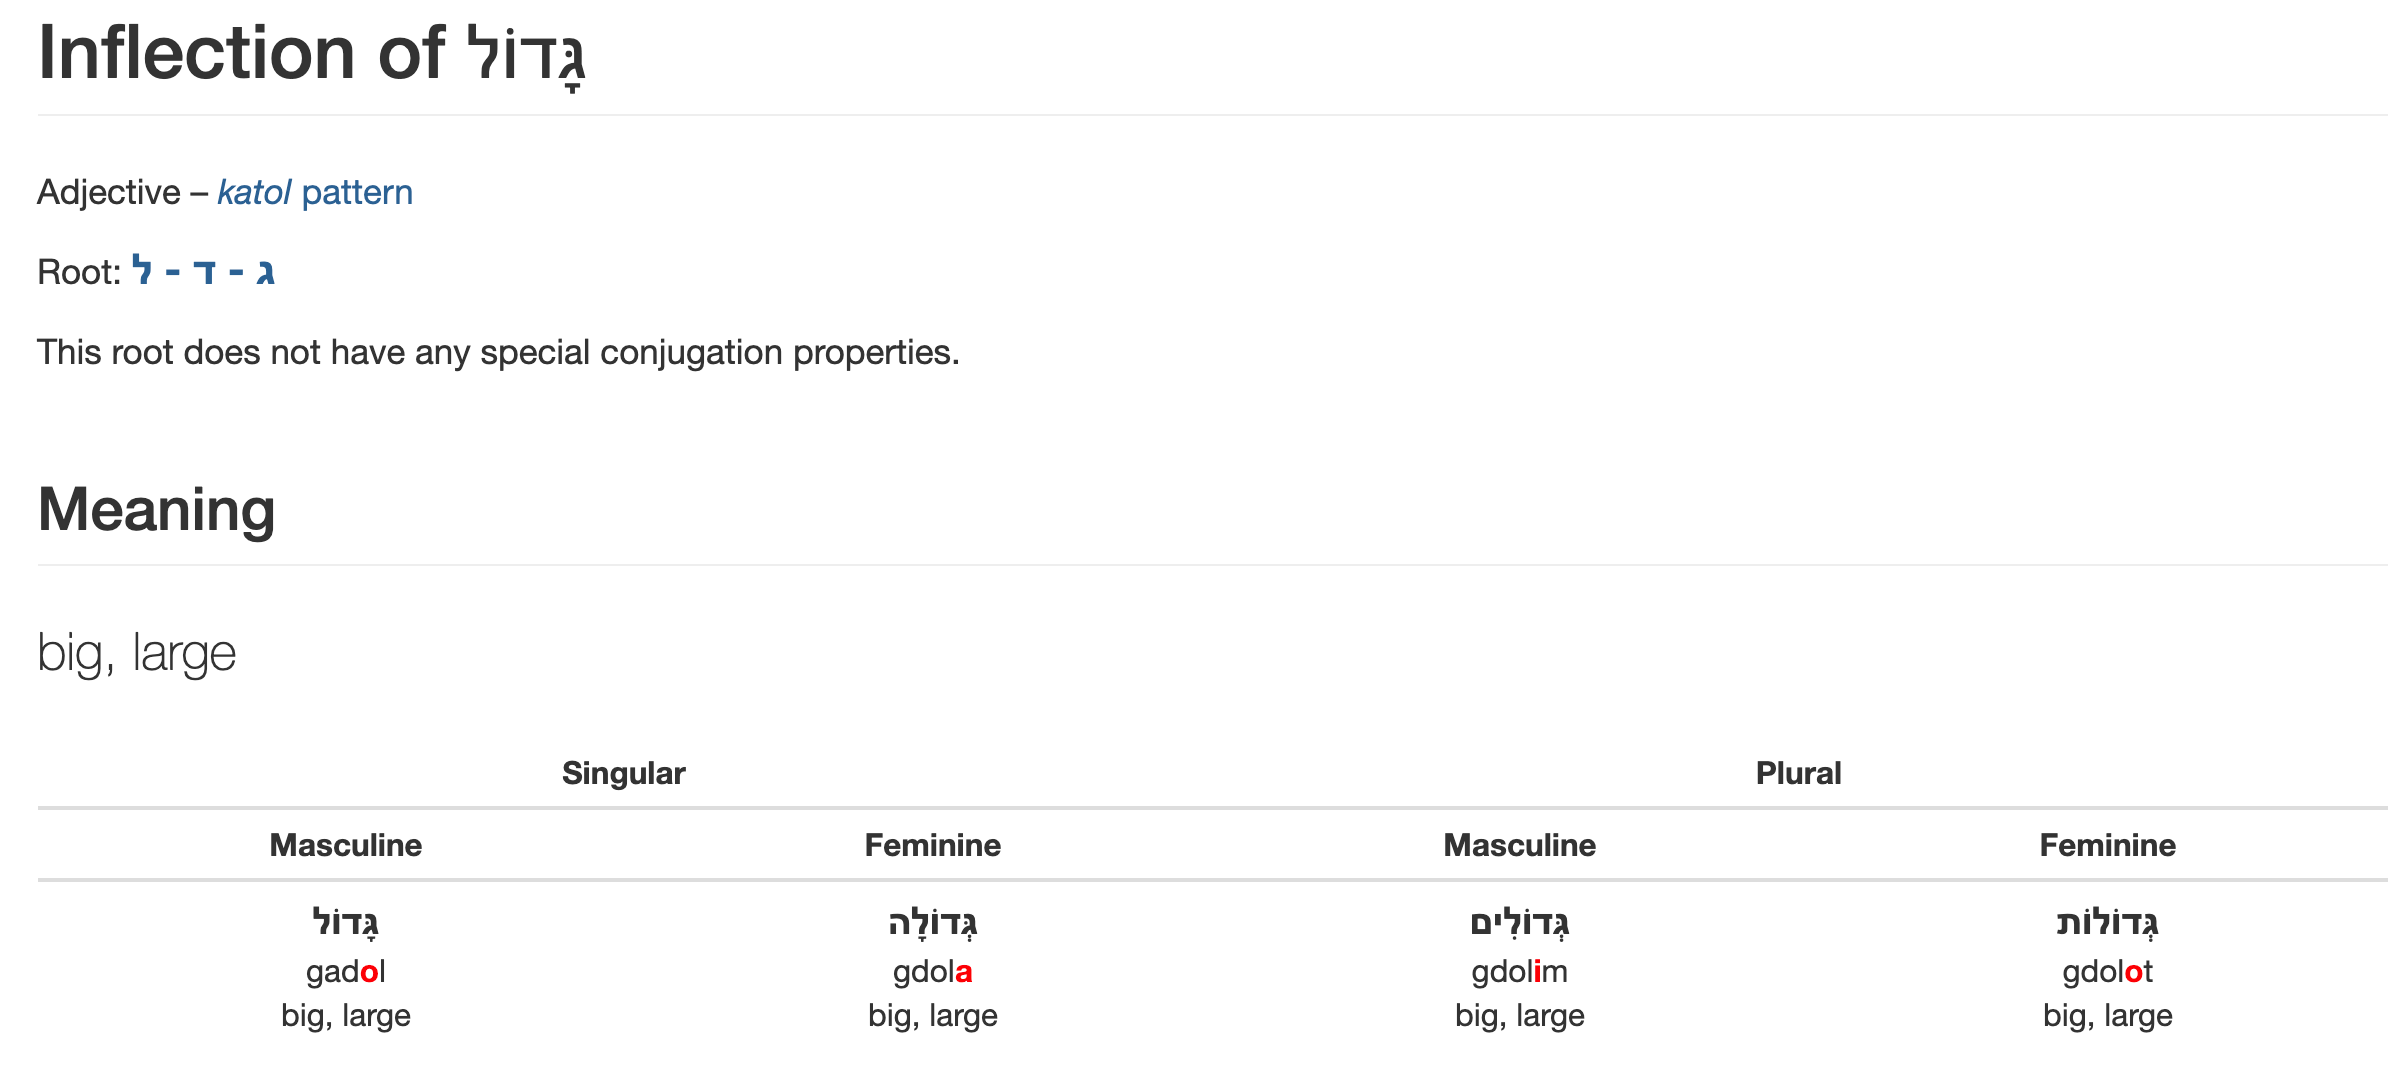 Inflection of גָּדוֹל
Adjective – katol pattern
Root: ג - ד - ל
This root does not have any special conjugation properties.
Meaning
big, large
Singular Plural
Masculine Feminine Masculine Feminine
גָּדוֹל גְּדוֹלָה גְּדוֹלִים גְּדוֹלוֹת
gadol gdola gdolim gdolot
big, large big, large big, large big, large